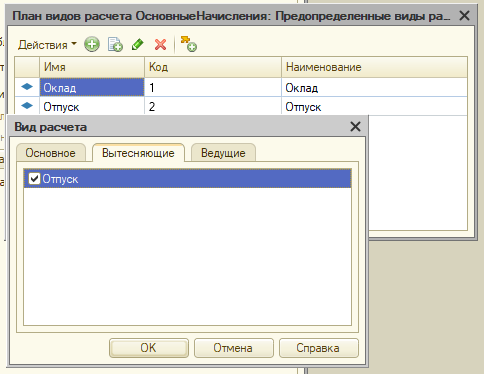 План видов расчета ОсновныеНачисления: Предопределенные виды ра...
Действия
Имя Код Наименование
Оклад 1 Оклад
Отпуск 2 Отпуск
Вид расчета
Основное Вытесняющие Ведущие
Отпуск
OK Отмена Справка